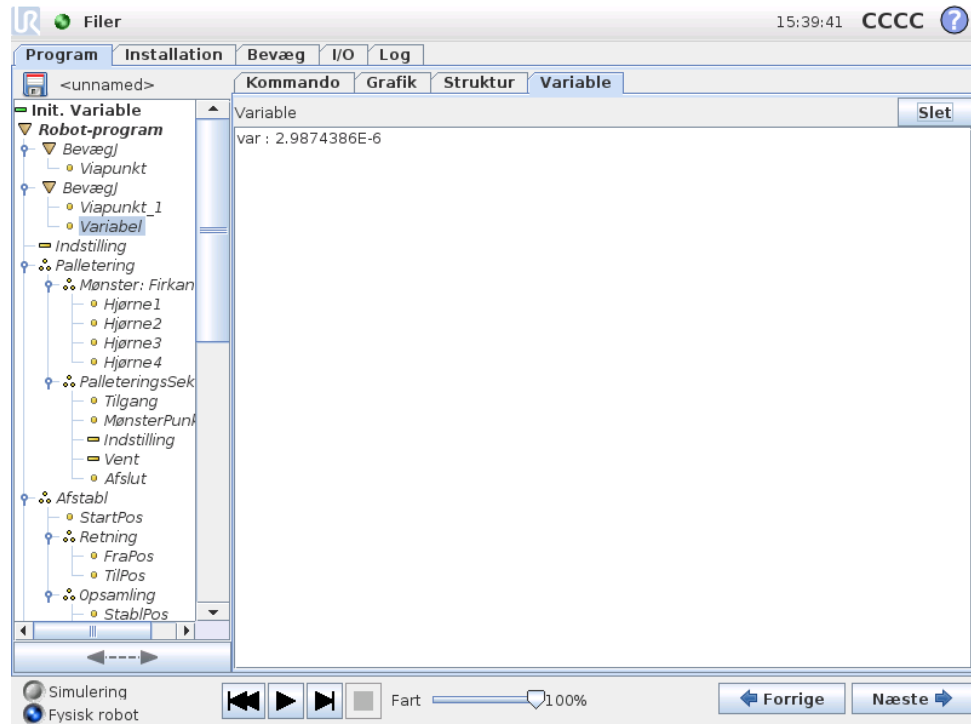 Filer
15:39:41 CCCC ?
Program Installation Bevæg I/O Log
<unnamed>
Kommando Grafik Struktur Variable
Init. Variable
Robot-program
BevægJ
Viapunkt
BevægJ
Viapunkt_1
Variabel
Indstilling
Palletering
Mønster: Firkan
Hjørne1
Hjørne2
Hjørne3
Hjørne4
PalleteringsSek
Tilgang
MønsterPunk
Indstilling
Vent
Afslut
Afstabl
StartPos
Retning
FraPos
TilPos
Opsamling
StablPos
Variable
Slet
var : 2.9874386E-6
Simulering
Fysisk robot
Fart 100%
Forrige
Næste